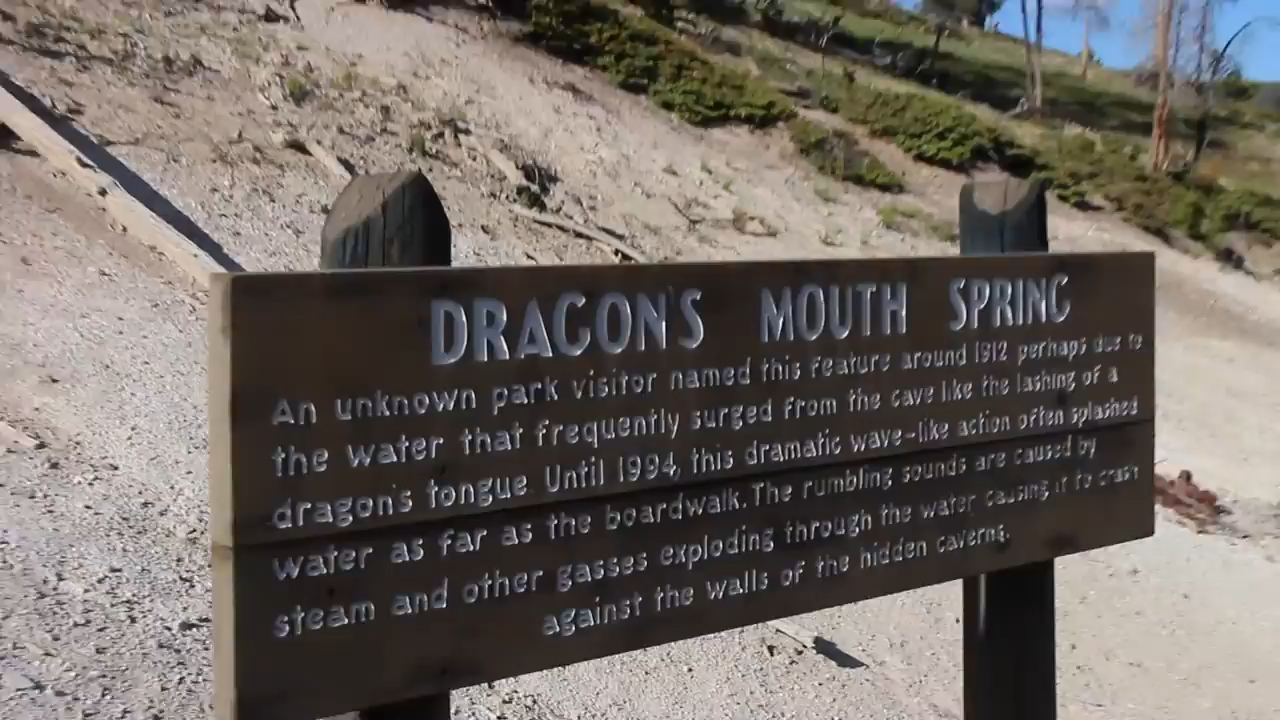 DRAGON'S MOUTH SPRING
An unknown park visitor named this feature around 1912 perhaps due to
the water that frequently surged from the cave like the lashing of a
dragon's tongue. Until 1994, this dramatic wave-like action often splashed
water as far as the boardwalk. The rumbling sounds are caused by
steam and other gasses exploding through the water causing it to crash
against the walls of the hidden caverns.